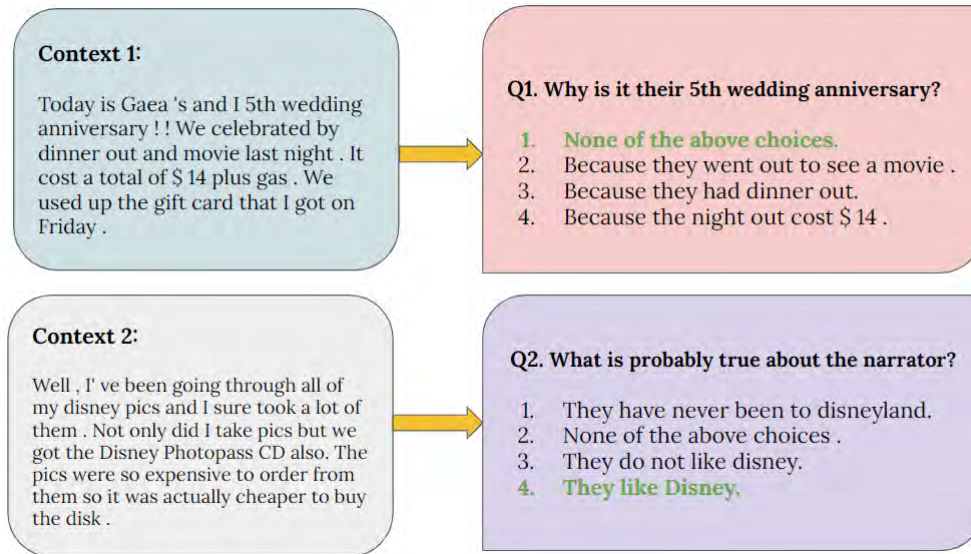 Context 1:
Today is Gaea 's and I 5th wedding
anniversary ! ! We celebrated by
dinner out and movie last night . It
cost a total of $ 14 plus gas . We
used up the gift card that I got on
Friday .
Q1. Why is it their 5th wedding anniversary?
1. None of the above choices.
2. Because they went out to see a movie .
3. Because they had dinner out.
4. Because the night out cost $ 14 .
Context 2:
Well , I' ve been going through all of
my disney pics and I sure took a lot of
them . Not only did I take pics but we
got the Disney Photopass CD also. The
pics were so expensive to order from
them so it was actually cheaper to buy
the disk .
Q2. What is probably true about the narrator?
1. They have never been to disneyland.
2. None of the above choices .
3. They do not like disney.
4. They like Disney.